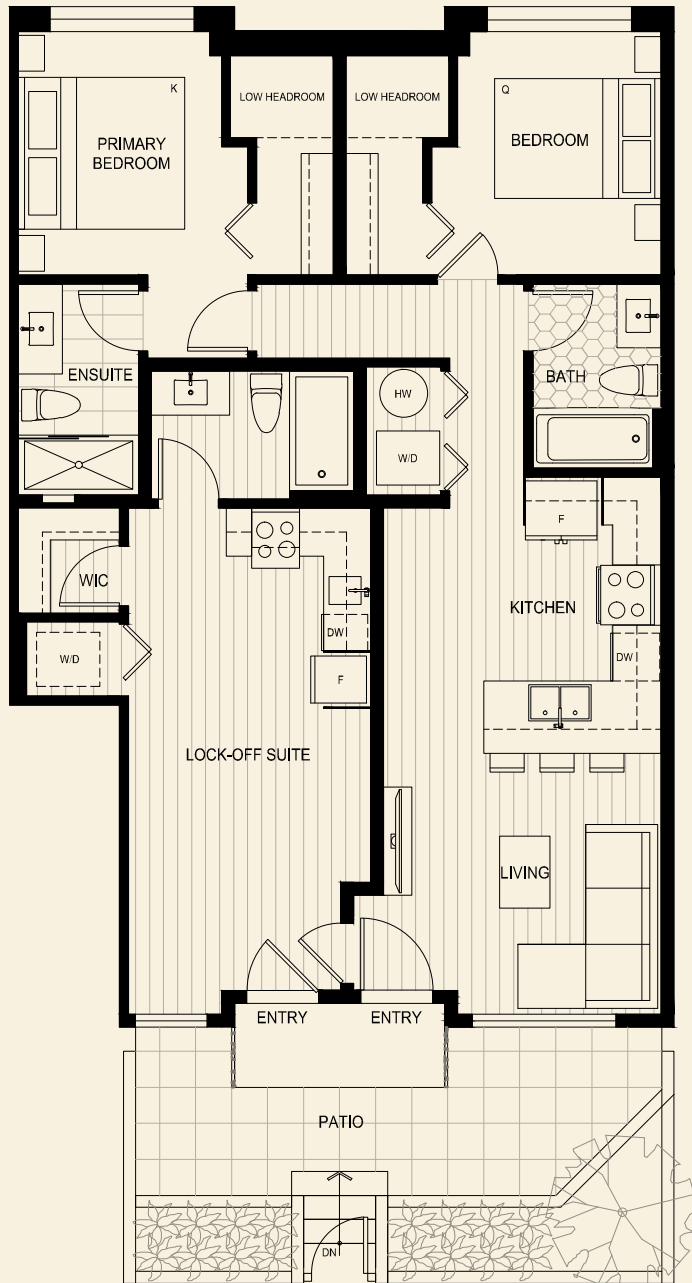 K
Q
LOW HEADROOM
LOW HEADROOM
PRIMARY
BEDROOM
BEDROOM
ENSUITE
BATH
HW
W/D
F
WIC
KITCHEN
DW
W/D
F
DW
LOCK-OFF SUITE
LIVING
ENTRY
ENTRY
PATIO
DN